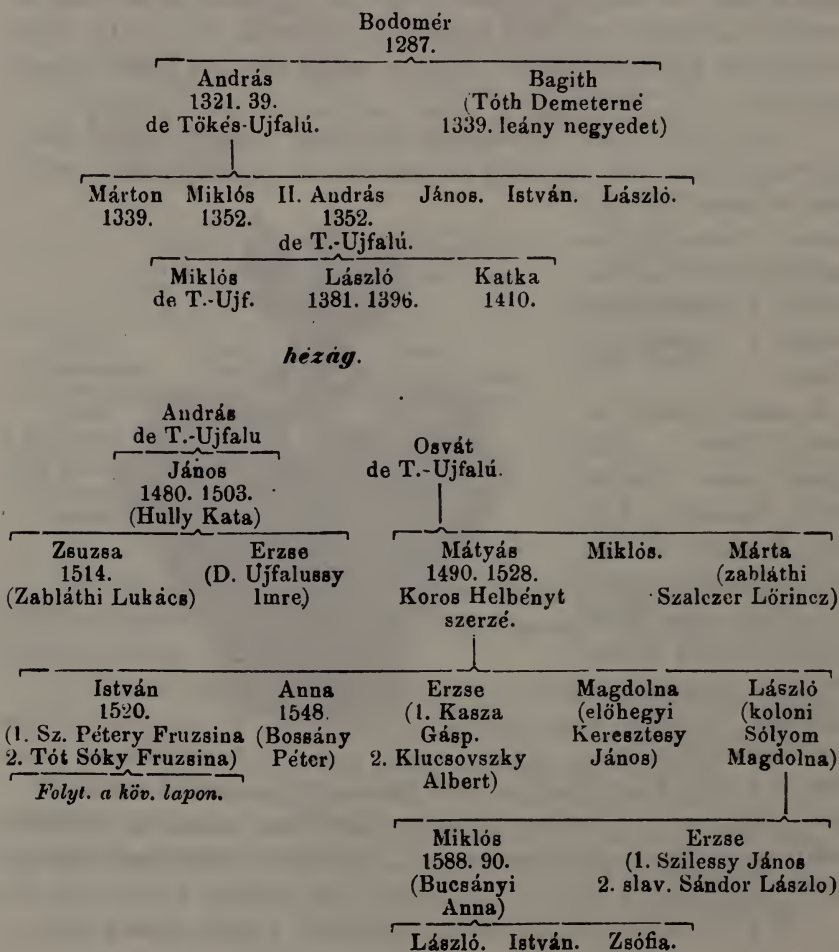 Bodomér
1287.
András Bagith
1321. 39. (Tóth Demeterné
de Tökés-Ujfalú. 1339. leány negyedet)
Márton Miklós II. András János. István. László.
1339. 1352. 1352.
de T.-Ujfalú.
Miklós László Katka
de T.-Ujf. 1381. 1396. 1410.
hézág.
András
de T.-Ujfalu
János
1480. 1503.
(Hully Kata)
Osvát
de T.-Ujfalú.
Zsuzsa Erzse
1514. (D. Ujfalussy
(Zabláthi Lukács) Imre)
Mátyás Miklós. Márta
1490. 1528. (zabláthi
Koros Helbényt Szalczer Lörincz)
szerzé.
István Anna Erzse Magdolna László
1520. 1548. (1. Kasza (elöhegyi (koloni
(1. Sz. Pétery Fruzsina (Bossány Gásp. Keresztesy Sólyom
2. Tót Sóky Fruzsina) Péter) 2. Klucsovszky János) Magdolna)
Folyt. a köv. lapon. Albert)
Miklós Erzse
1588. 90. (1. Szilessy János
(Bucsányi 2. slav. Sándor Lászlo)
Anna)
László. István. Zsófia.